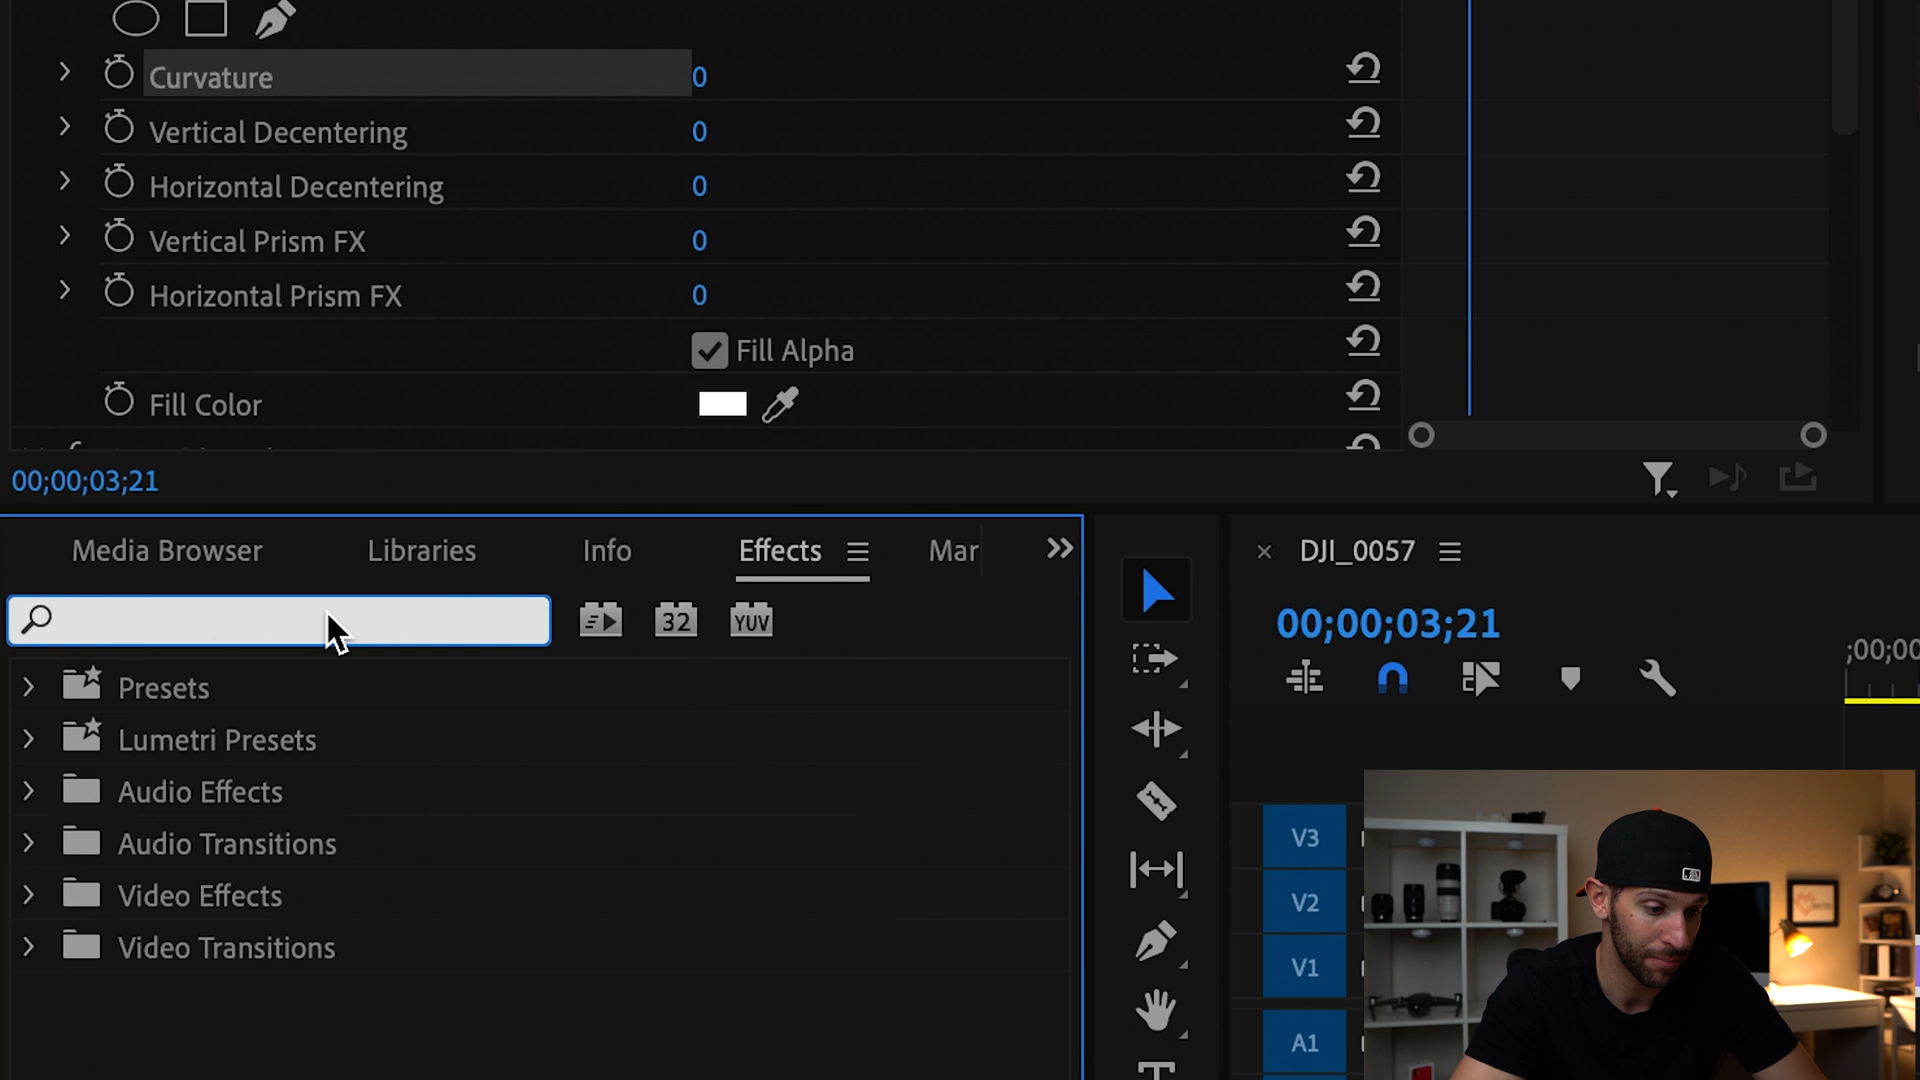 Curvature 0
Vertical Decentering 0
Horizontal Decentering 0
Vertical Prism FX 0
Horizontal Prism FX 0
Fill Alpha
Fill Color
00;00;03;21
Media Browser Libraries Info Effects Mar
32 YUV
Presets
Lumetri Presets
Audio Effects
Audio Transitions
Video Effects
Video Transitions
DJI_0057
00;00;03;21
;00;00
V3
V2
V1
A1